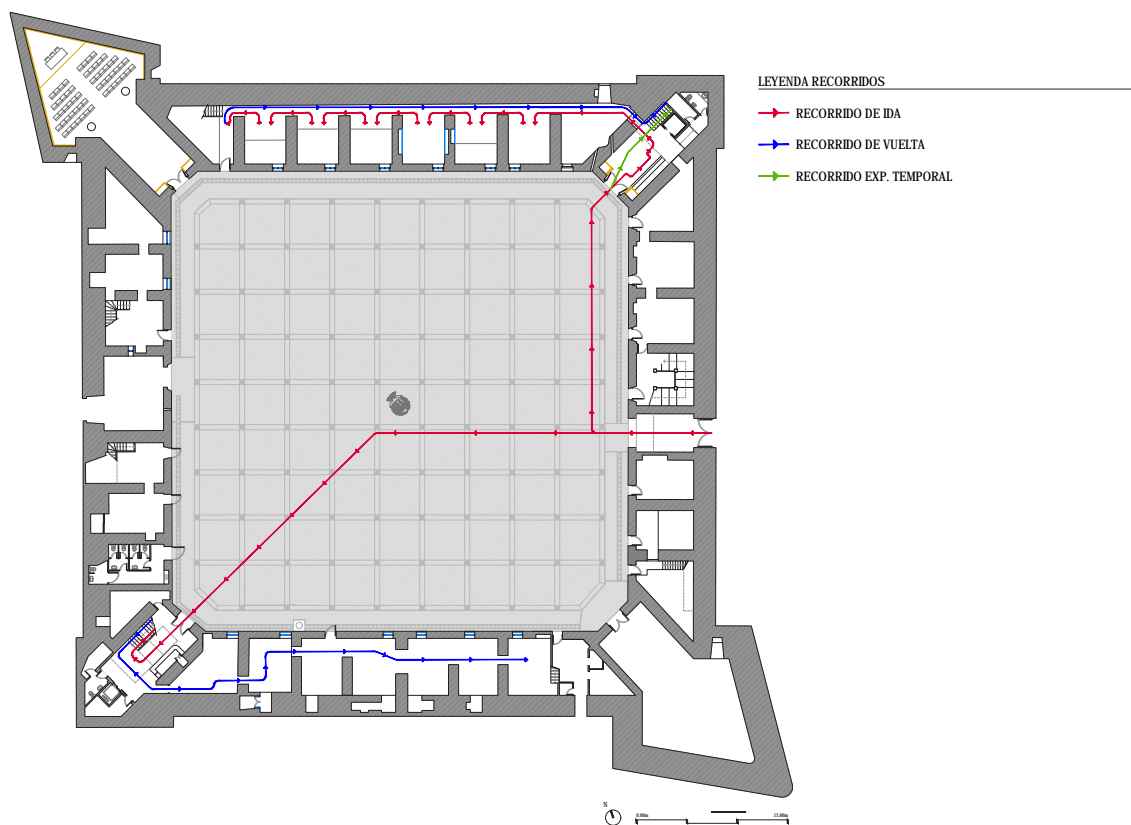 LEYENDA RECORRIDOS
RECORRIDO DE IDA
RECORRIDO DE VUELTA
RECORRIDO EXP. TEMPORAL
N
0.00m 15.00m